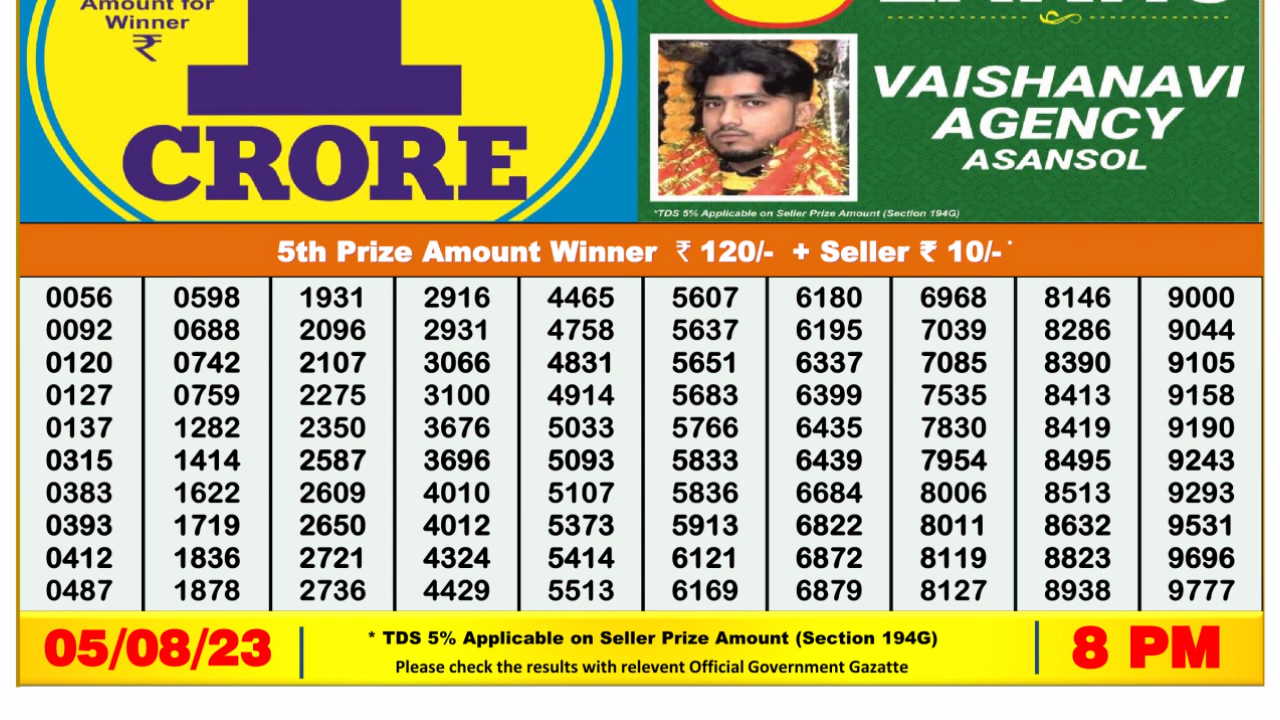 Amount for
Winner
₹
1
CRORE
VAISHANAVI
AGENCY
ASANSOL
*TDS 5% Applicable on Seller Prize Amount (Section 194G)
5th Prize Amount Winner ₹ 120/- + Seller ₹ 10/-*
0056 0598 1931 2916 4465 5607 6180 6968 8146 9000
0092 0688 2096 2931 4758 5637 6195 7039 8286 9044
0120 0742 2107 3066 4831 5651 6337 7085 8390 9105
0127 0759 2275 3100 4914 5683 6399 7535 8413 9158
0137 1282 2350 3676 5033 5766 6435 7830 8419 9190
0315 1414 2587 3696 5093 5833 6439 7954 8495 9243
0383 1622 2609 4010 5107 5836 6684 8006 8513 9293
0393 1719 2650 4012 5373 5913 6822 8011 8632 9531
0412 1836 2721 4324 5414 6121 6872 8119 8823 9696
0487 1878 2736 4429 5513 6169 6879 8127 8938 9777
05/08/23
* TDS 5% Applicable on Seller Prize Amount (Section 194G)
Please check the results with relevent Official Government Gazatte
8 PM